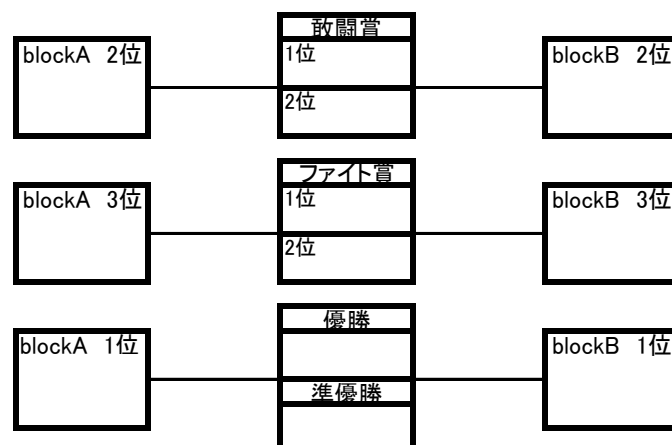 敢闘賞
blockA 2位
1位
blockB 2位
2位
ファイト賞
blockA 3位
1位
blockB 3位
2位
優勝
blockA 1位
blockB 1位
準優勝